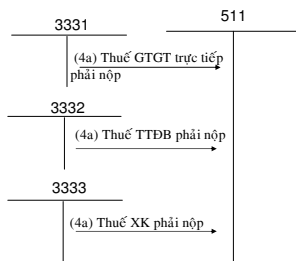 3331
511
(4a) Thuế GTGT trực tiếp
phải nộp
3332
(4a) Thuế TTĐB phải nộp
3333
(4a) Thuế XK phải nộp